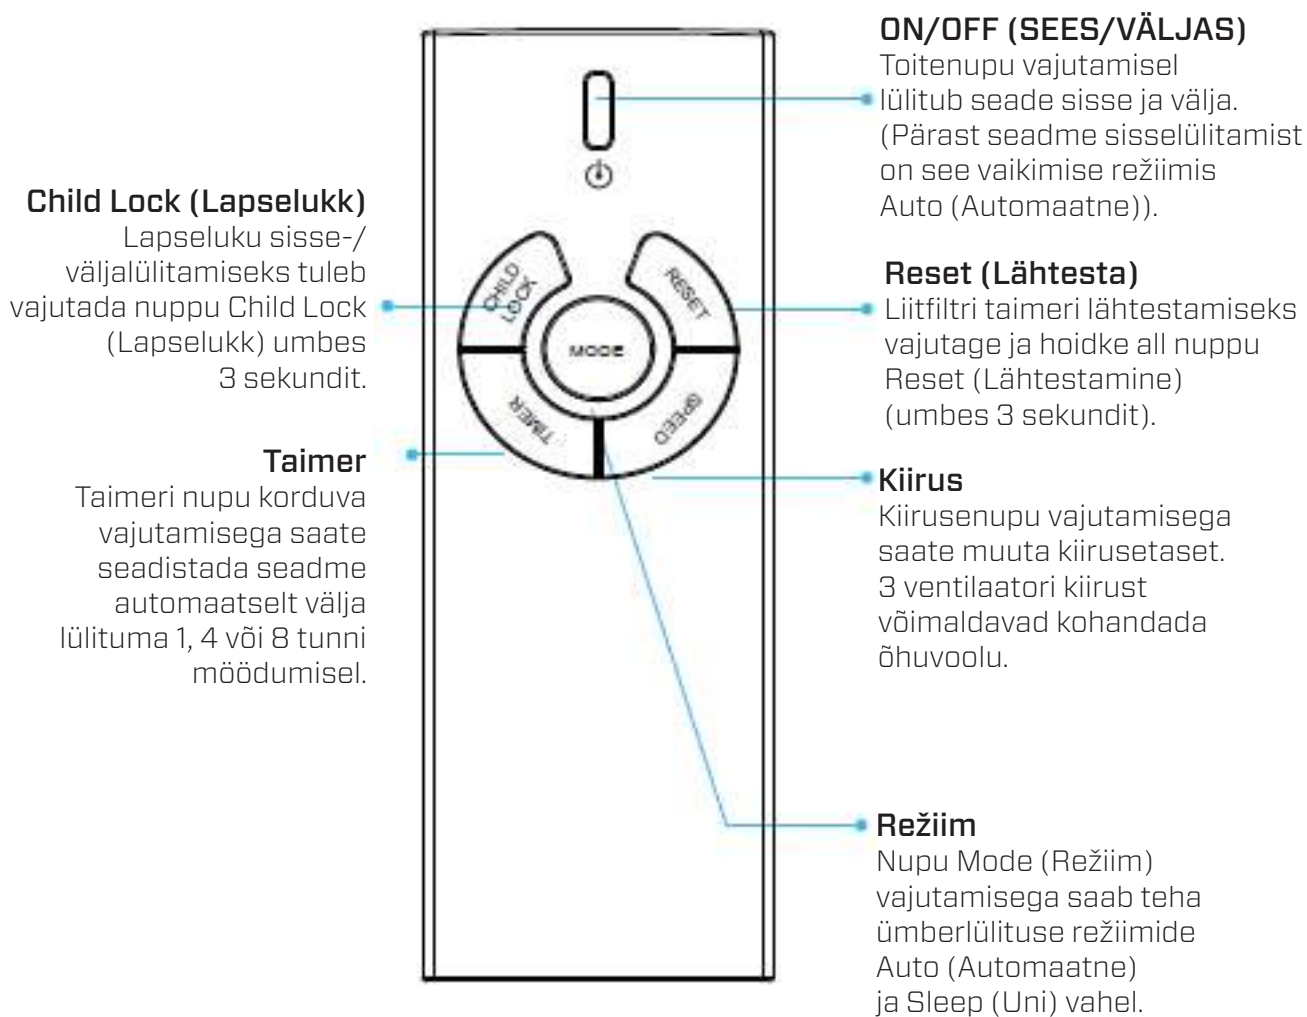 ON/OFF (SEES/VÄLJAS)
Toitenupu vajutamisel
lülitub seade sisse ja välja.
(Pärast seadme sisselülitamist
on see vaikimise režiimis
Auto (Automaatne)).
Child Lock (Lapselukk)
Lapseluku sisse-/
väljalülitamiseks tuleb
vajutada nuppu Child Lock
(Lapselukk) umbes
3 sekundit.
Reset (Lähtesta)
Liitfiltri taimeri lähtestamiseks
vajutage ja hoidke all nuppu
Reset (Lähtestamine)
(umbes 3 sekundit).
CHILD
LOCK
RESET
MODE
TIMER
SPEED
Taimer
Taimeri nupu korduva
vajutamisega saate
seadistada seadme
automaatselt välja
lülituma 1, 4 või 8 tunni
möödumisel.
Kiirus
Kiirusenupu vajutamisega
saate muuta kiirusetaset.
3 ventilaatori kiirust
võimaldavad kohandada
õhuvoolu.
Režiim
Nupu Mode (Režiim)
vajutamisega saab teha
ümberlülituse režiimide
Auto (Automaatne)
ja Sleep (Uni) vahel.